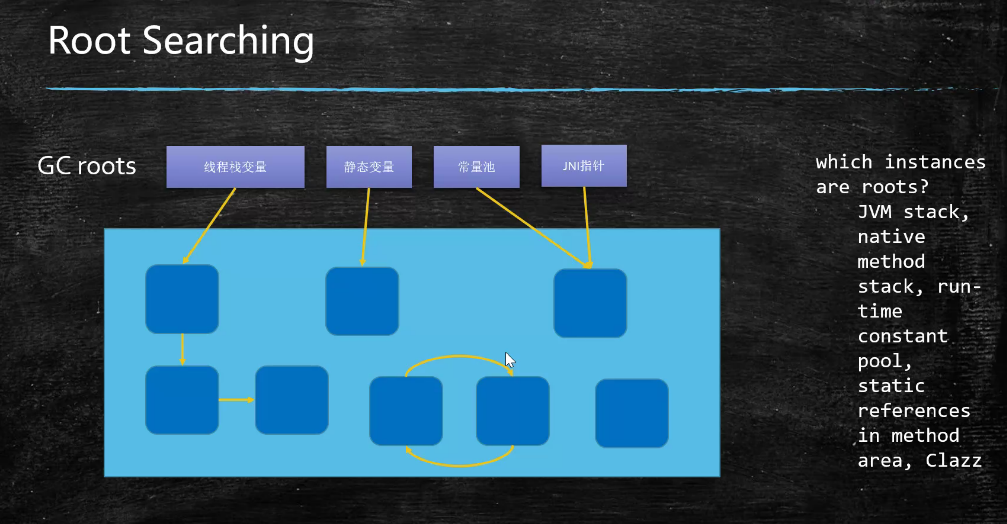 Root Searching
GC roots
线程栈变量
静态变量
常量池
JNI指针
which instances
are roots?
JVM stack,
native
method
stack, run-
time
constant
pool,
static
references
in method
area, Clazz